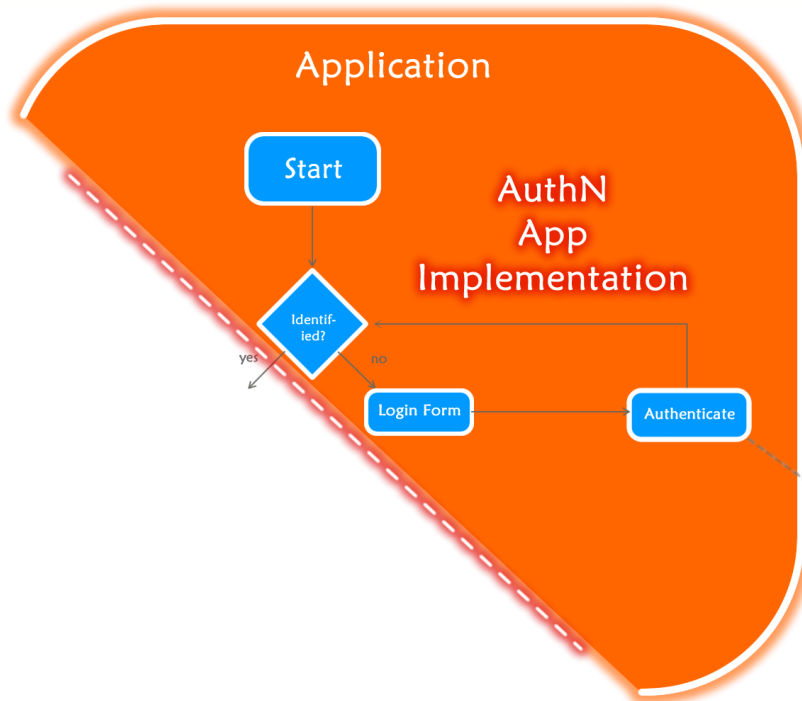 Application
Start
AuthN
App
Implementation
Identif-
ied?
yes
no
Login Form
Authenticate